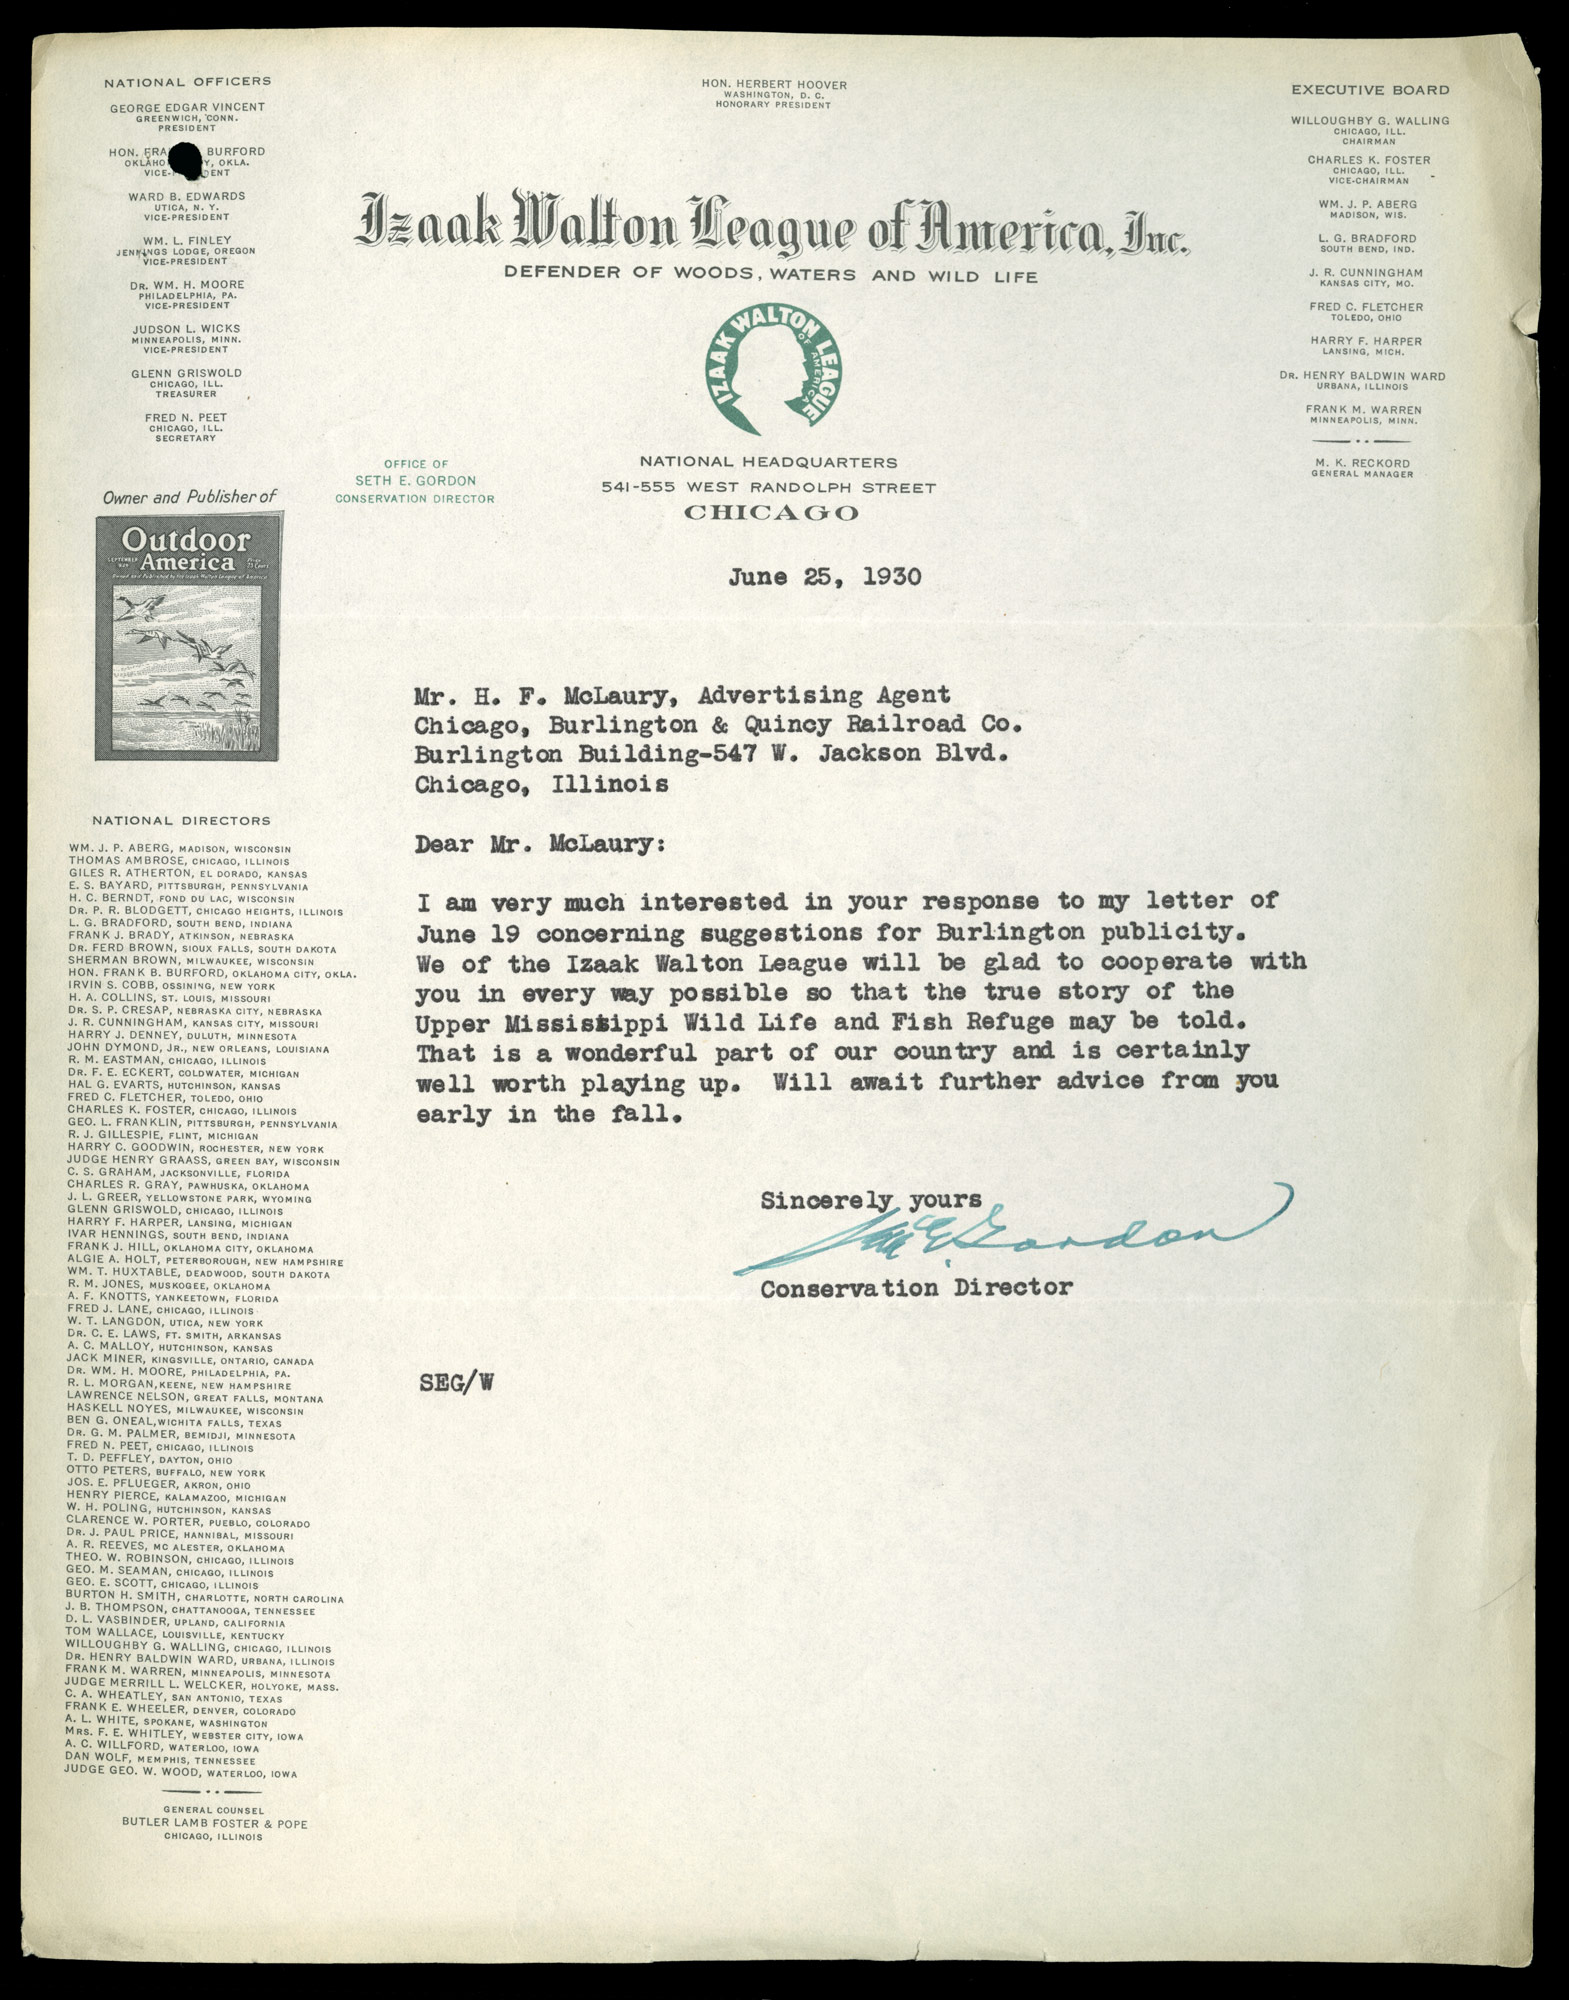 NATIONAL OFFICERS
GEORGE EDGAR VINCENT
GREENWICH, CONN.
PRESIDENT
HON. BURFORD
OKLA.
WARD B. EDWARDS
UTICA, N. Y.
VICE-PRESIDENT
WM. L. FINLEY
JENNINGS LODGE, OREGON
VICE-PRESIDENT
DR. WM. H. MOORE
PHILADELPHIA, PA.
VICE-PRESIDENT
JUDSON L. WICKS
MINNEAPOLIS, MINN.
VICE-PRESIDENT
GLENN GRISWOLD
CHICAGO, ILL.
TREASURER
FRED N. PEET
CHICAGO, ILL.
SECRETARY
HON. HERBERT HOOVER
WASHINGTON, D. C.
HONORARY PRESIDENT
EXECUTIVE BOARD
WILLOUGHBY G. WALLING
CHICAGO, ILL.
CHAIRMAN
CHARLES K. FOSTER
CHICAGO, ILL.
VICE-CHAIRMAN
WM. J. P. ABERG
MADISON, WIS.
L. G. BRADFORD
SOUTH BEND, IND.
J. R. CUNNINGHAM
KANSAS CITY, MO.
FRED C. FLETCHER
TOLEDO, OHIO
HARRY F. HARPER
LANSING, MICH.
DR. HENRY BALDWIN WARD
URBANA, ILLINOIS
FRANK M. WARREN
MINNEAPOLIS, MINN.
M. K. RECKORD
GENERAL MANAGER
Izaak Walton League of America, Inc.
DEFENDER OF WOODS, WATERS AND WILD LIFE
IZAAK WALTON LEAGUE
OF AMERICA
OFFICE OF
SETH E. GORDON
CONSERVATION DIRECTOR
NATIONAL HEADQUARTERS
541-555 WEST RANDOLPH STREET
CHICAGO
Owner and Publisher of
Outdoor
America
SEPTEMBER
Owned and Published by the Izaak Walton League of America
June 25, 1930
Mr. H. F. McLaury, Advertising Agent
Chicago, Burlington & Quincy Railroad Co.
Burlington Building-547 W. Jackson Blvd.
Chicago, Illinois
Dear Mr. McLaury:
I am very much interested in your response to my letter of
June 19 concerning suggestions for Burlington publicity.
We of the Izaak Walton League will be glad to cooperate with
you in every way possible so that the true story of the
Upper Mississippi Wild Life and Fish Refuge may be told.
That is a wonderful part of our country and is certainly
well worth playing up. Will await further advice from you
early in the fall.
Sincerely yours
Seth E. Gordon
Conservation Director
SEG/W
NATIONAL DIRECTORS
WM. J. P. ABERG, MADISON, WISCONSIN
THOMAS AMBROSE, CHICAGO, ILLINOIS
GILES R. ATHERTON, EL DORADO, KANSAS
E. S. BAYARD, PITTSBURGH, PENNSYLVANIA
H. C. BERNDT, FOND DU LAC, WISCONSIN
DR. P. R. BLODGETT, CHICAGO HEIGHTS, ILLINOIS
L. G. BRADFORD, SOUTH BEND, INDIANA
FRANK J. BRADY, ATKINSON, NEBRASKA
DR. FERD BROWN, SIOUX FALLS, SOUTH DAKOTA
SHERMAN BROWN, MILWAUKEE, WISCONSIN
HON. FRANK B. BURFORD, OKLAHOMA CITY, OKLA.
IRVIN S. COBB, OSSINING, NEW YORK
H. A. COLLINS, ST. LOUIS, MISSOURI
DR. S. P. CRESAP, NEBRASKA CITY, NEBRASKA
J. R. CUNNINGHAM, KANSAS CITY, MISSOURI
HARRY J. DENNEY, DULUTH, MINNESOTA
JOHN DYMOND, JR., NEW ORLEANS, LOUISIANA
R. M. EASTMAN, CHICAGO, ILLINOIS
DR. F. E. ECKERT, COLDWATER, MICHIGAN
HAL G. EVARTS, HUTCHINSON, KANSAS
FRED C. FLETCHER, TOLEDO, OHIO
CHARLES K. FOSTER, CHICAGO, ILLINOIS
GEO. L. FRANKLIN, PITTSBURGH, PENNSYLVANIA
R. J. GILLESPIE, FLINT, MICHIGAN
HARRY C. GOODWIN, ROCHESTER, NEW YORK
JUDGE HENRY GRAASS, GREEN BAY, WISCONSIN
C. S. GRAHAM, JACKSONVILLE, FLORIDA
CHARLES R. GRAY, PAWHUSKA, OKLAHOMA
J. L. GREER, YELLOWSTONE PARK, WYOMING
GLENN GRISWOLD, CHICAGO, ILLINOIS
HARRY F. HARPER, LANSING, MICHIGAN
IVAR HENNINGS, SOUTH BEND, INDIANA
FRANK J. HILL, OKLAHOMA CITY, OKLAHOMA
ALGIE A. HOLT, PETERBOROUGH, NEW HAMPSHIRE
WM. T. HUXTABLE, DEADWOOD, SOUTH DAKOTA
R. M. JONES, MUSKOGEE, OKLAHOMA
A. F. KNOTTS, YANKEETOWN, FLORIDA
FRED J. LANE, CHICAGO, ILLINOIS
W. T. LANGDON, UTICA, NEW YORK
DR. C. E. LAWS, FT. SMITH, ARKANSAS
A. C. MALLOY, HUTCHINSON, KANSAS
JACK MINER, KINGSVILLE, ONTARIO, CANADA
DR. WM. H. MOORE, PHILADELPHIA, PA.
R. L. MORGAN, KEENE, NEW HAMPSHIRE
LAWRENCE NELSON, GREAT FALLS, MONTANA
HASKELL NOYES, MILWAUKEE, WISCONSIN
BEN G. ONEAL, WICHITA FALLS, TEXAS
DR. G. M. PALMER, BEMIDJI, MINNESOTA
FRED N. PEET, CHICAGO, ILLINOIS
T. D. PEFFLEY, DAYTON, OHIO
OTTO PETERS, BUFFALO, NEW YORK
JOS. E. PFLUEGER, AKRON, OHIO
HENRY PIERCE, KALAMAZOO, MICHIGAN
W. H. POLING, HUTCHINSON, KANSAS
CLARENCE W. PORTER, PUEBLO, COLORADO
DR. J. PAUL PRICE, HANNIBAL, MISSOURI
A. R. REEVES, MC ALESTER, OKLAHOMA
THEO. W. ROBINSON, CHICAGO, ILLINOIS
GEO. M. SEAMAN, CHICAGO, ILLINOIS
GEO. E. SCOTT, CHICAGO, ILLINOIS
BURTON H. SMITH, CHARLOTTE, NORTH CAROLINA
J. B. THOMPSON, CHATTANOOGA, TENNESSEE
D. L. VASBINDER, UPLAND, CALIFORNIA
TOM WALLACE, LOUISVILLE, KENTUCKY
WILLOUGHBY G. WALLING, CHICAGO, ILLINOIS
DR. HENRY BALDWIN WARD, URBANA, ILLINOIS
FRANK M. WARREN, MINNEAPOLIS, MINNESOTA
JUDGE MERRILL L. WELCKER, HOLYOKE, MASS.
C. A. WHEATLEY, SAN ANTONIO, TEXAS
FRANK E. WHEELER, DENVER, COLORADO
A. L. WHITE, SPOKANE, WASHINGTON
MRS. F. E. WHITLEY, WEBSTER CITY, IOWA
A. C. WILLFORD, WATERLOO, IOWA
DAN WOLF, MEMPHIS, TENNESSEE
JUDGE GEO. W. WOOD, WATERLOO, IOWA
GENERAL COUNSEL
BUTLER LAMB FOSTER & POPE
CHICAGO, ILLINOIS